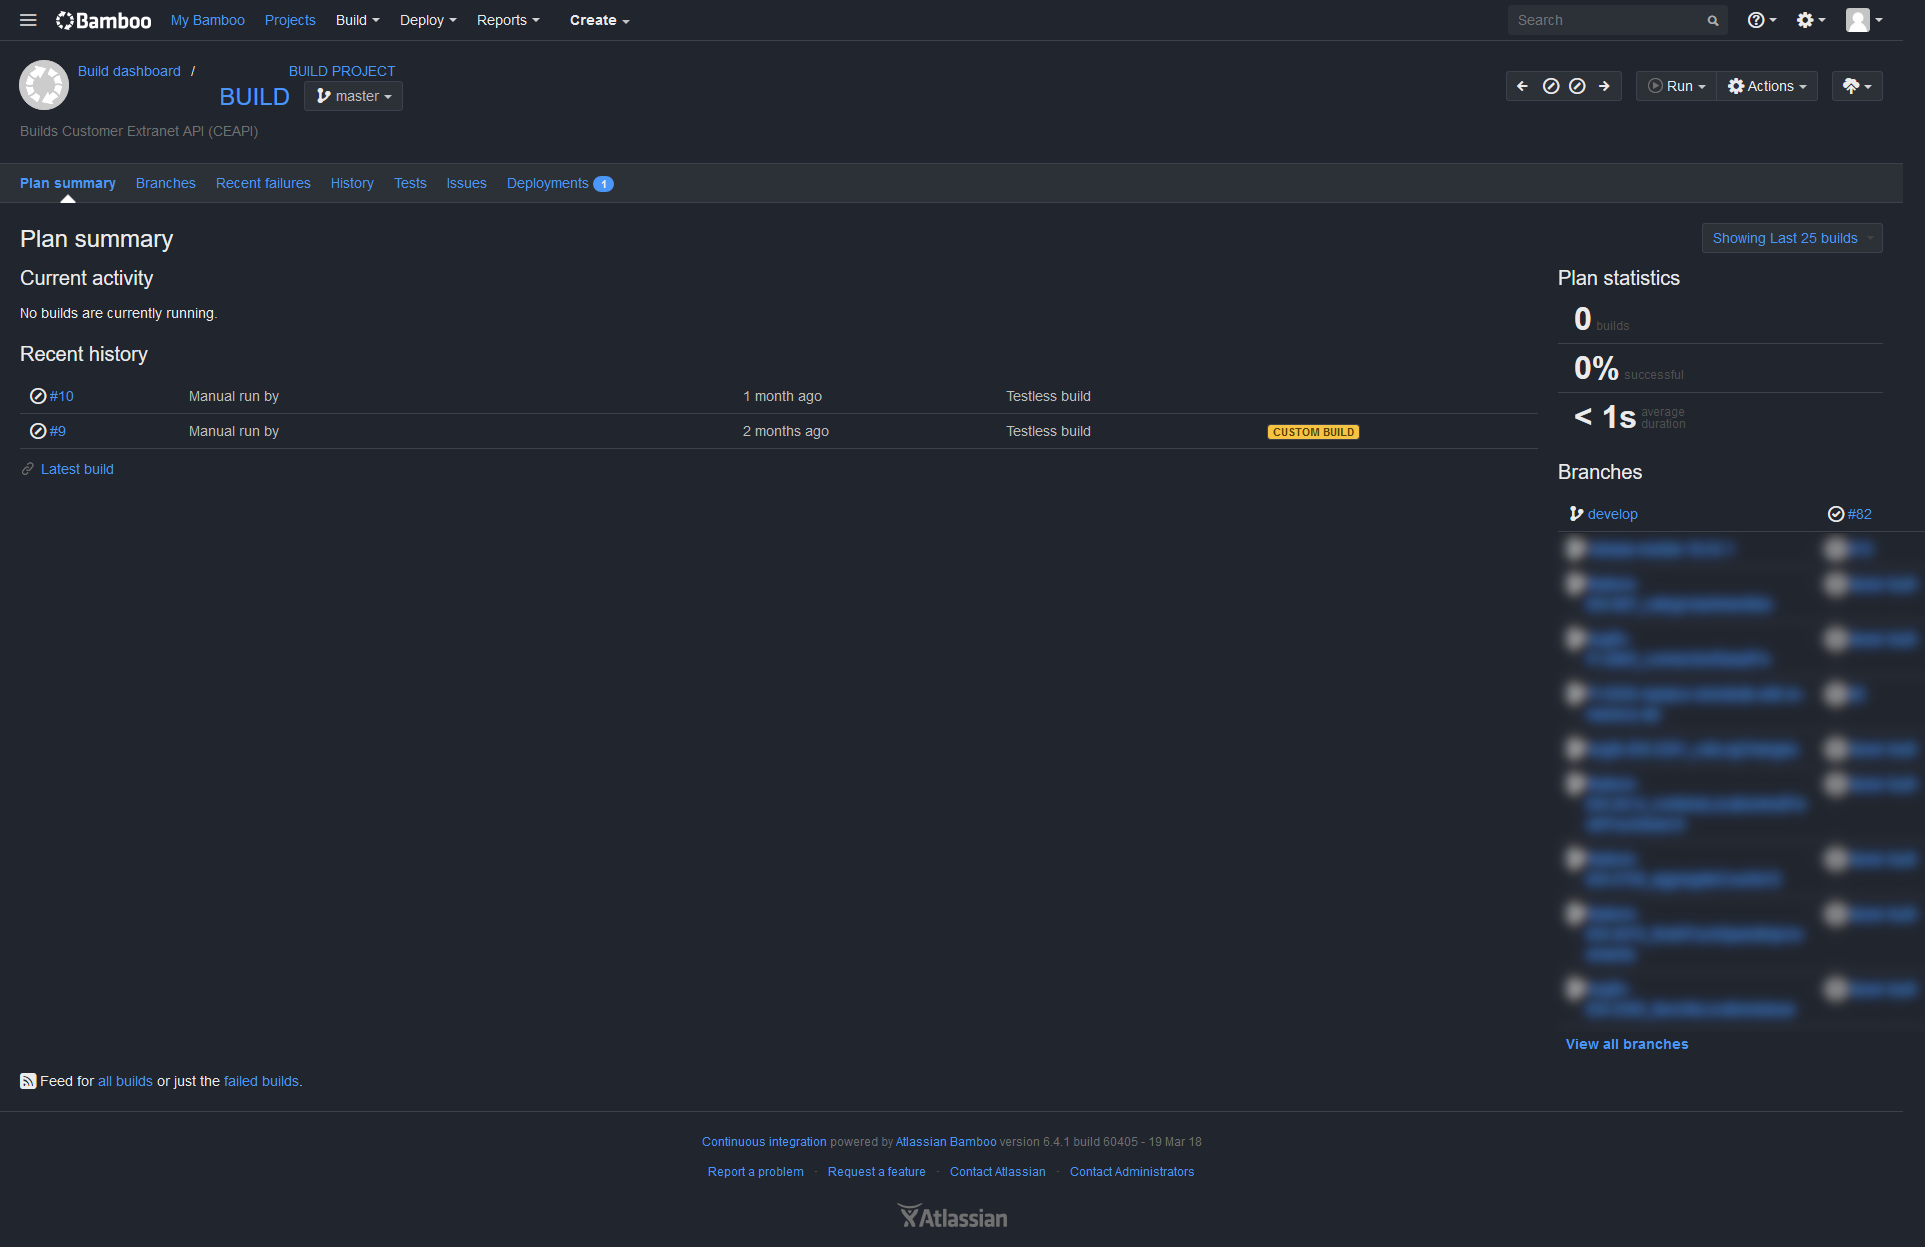 Bamboo My Bamboo Projects Build Deploy Reports Create Search
Build dashboard / BUILD PROJECT
BUILD master
Run Actions
Builds Customer Extranet API (CEAPI)
Plan summary Branches Recent failures History Tests Issues Deployments 1
Plan summary
Showing Last 25 builds
Current activity
No builds are currently running.
Recent history
#10 Manual run by 1 month ago Testless build
#9 Manual run by 2 months ago Testless build CUSTOM BUILD
Latest build
Plan statistics
0 builds
0% successful
< 1s average duration
Branches
develop #82
View all branches
Feed for all builds or just the failed builds.
Continuous integration powered by Atlassian Bamboo version 6.4.1 build 60405 - 19 Mar 18
Report a problem · Request a feature · Contact Atlassian · Contact Administrators
Atlassian